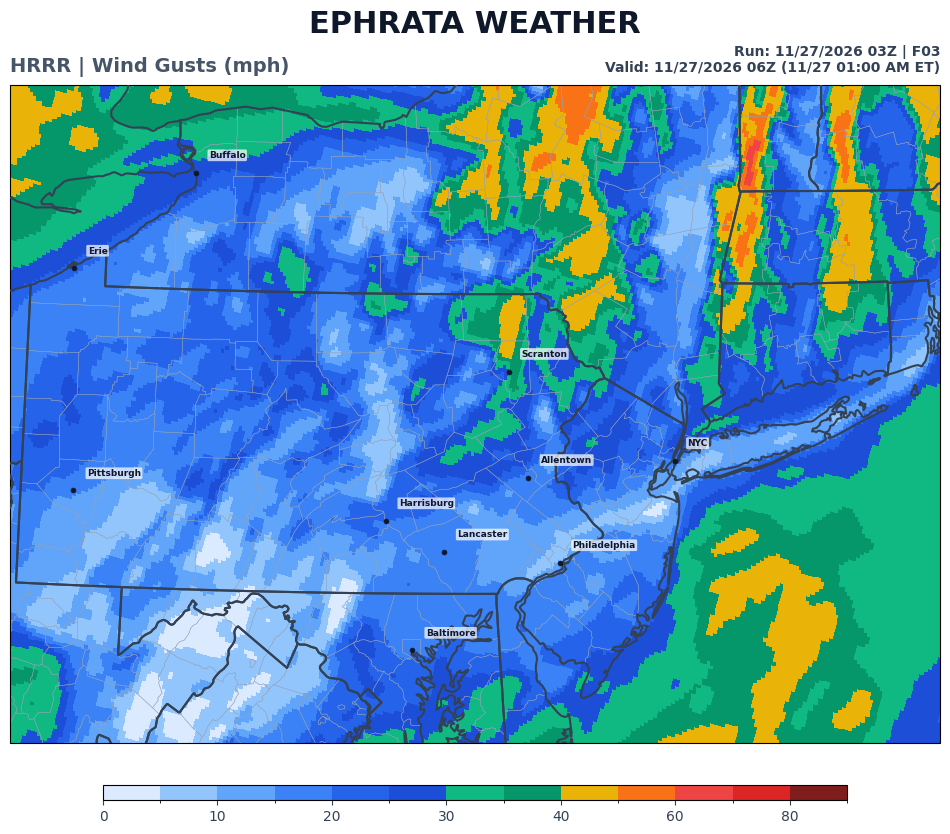 EPHRATA WEATHER
HRRR | Wind Gusts (mph)
Run: 11/27/2026 03Z | F03
Valid: 11/27/2026 06Z (11/27 01:00 AM ET)
Buffalo
Erie
Scranton
NYC
Allentown
Pittsburgh
Harrisburg
Lancaster
Philadelphia
Baltimore
0 10 20 30 40 50 60 70 80